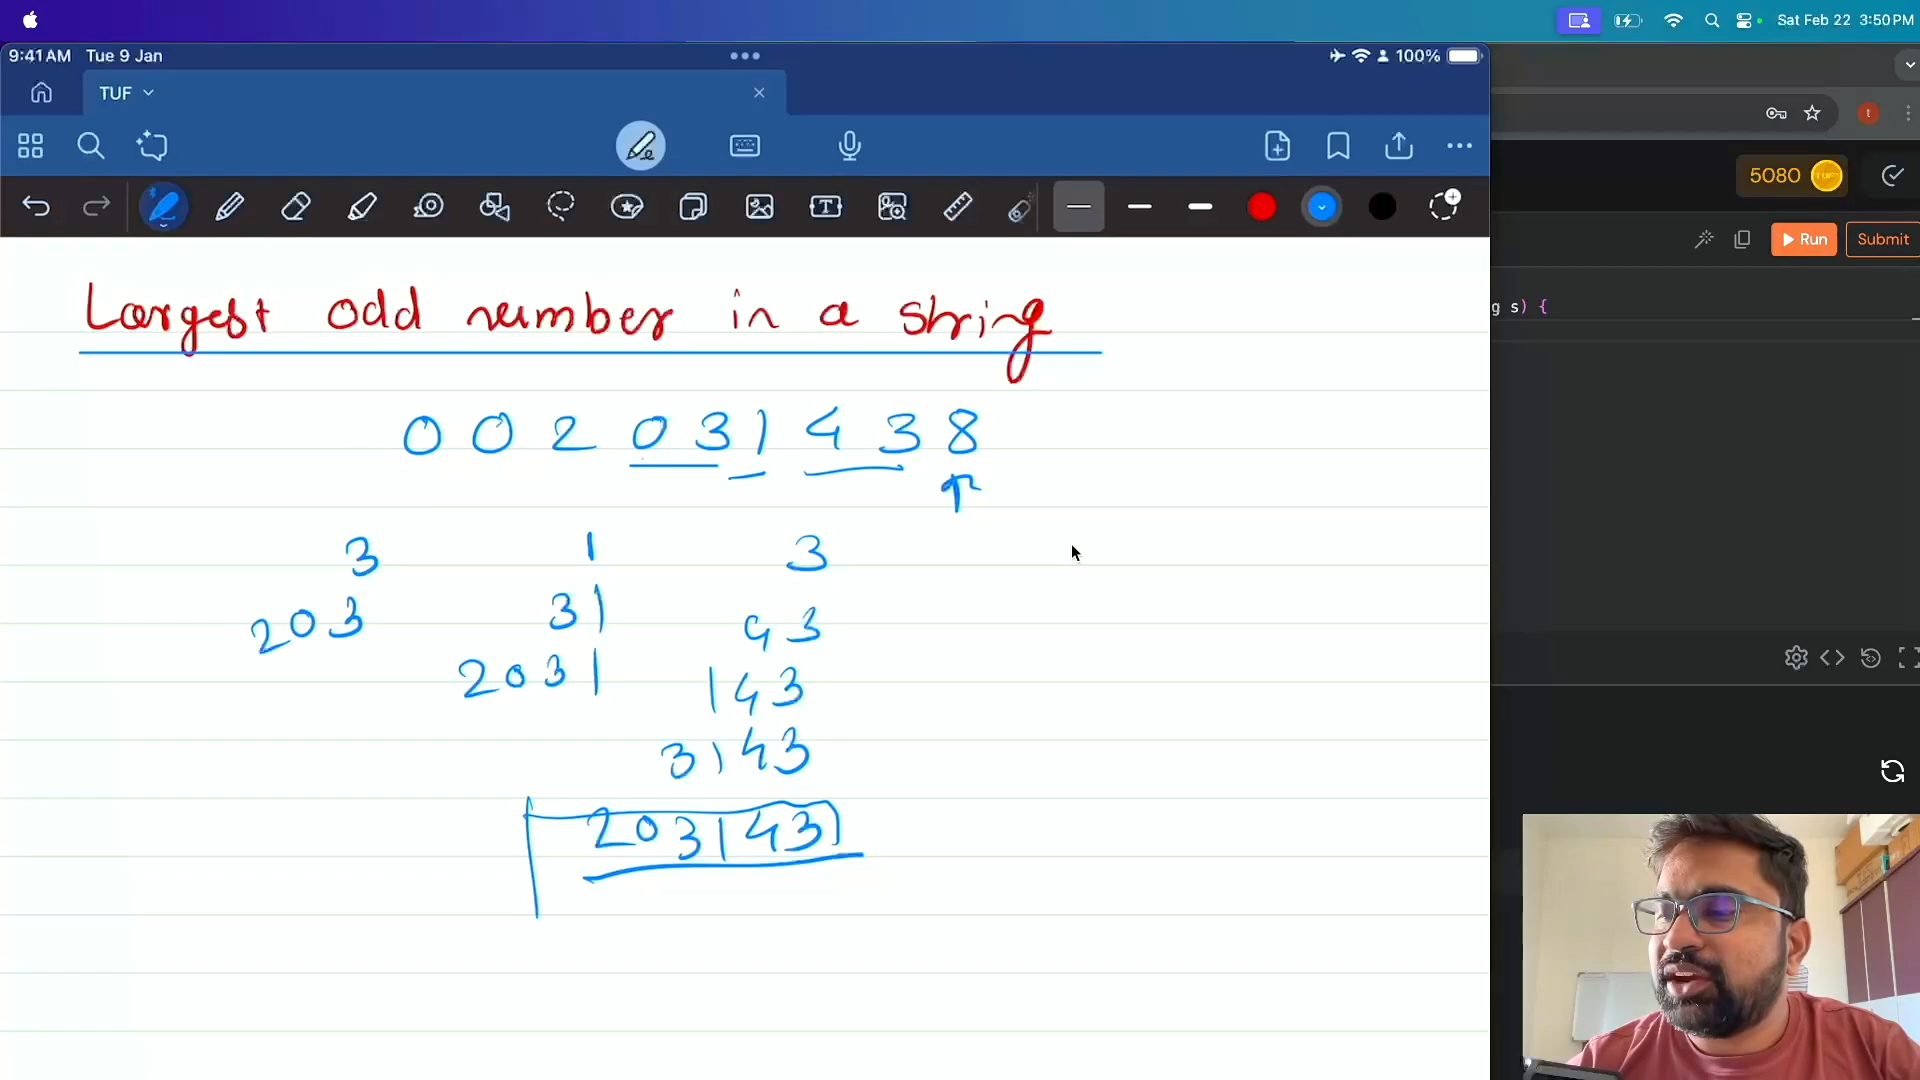 Sat Feb 22 3:50 PM
9:41 AM Tue 9 Jan
100%
TUF
5080
Run
Submit
g s) {
Largest odd number in a string
0 0 2 0 3 1 4 3 8
3 1 3
203 31 43
2031 143
3143
203143